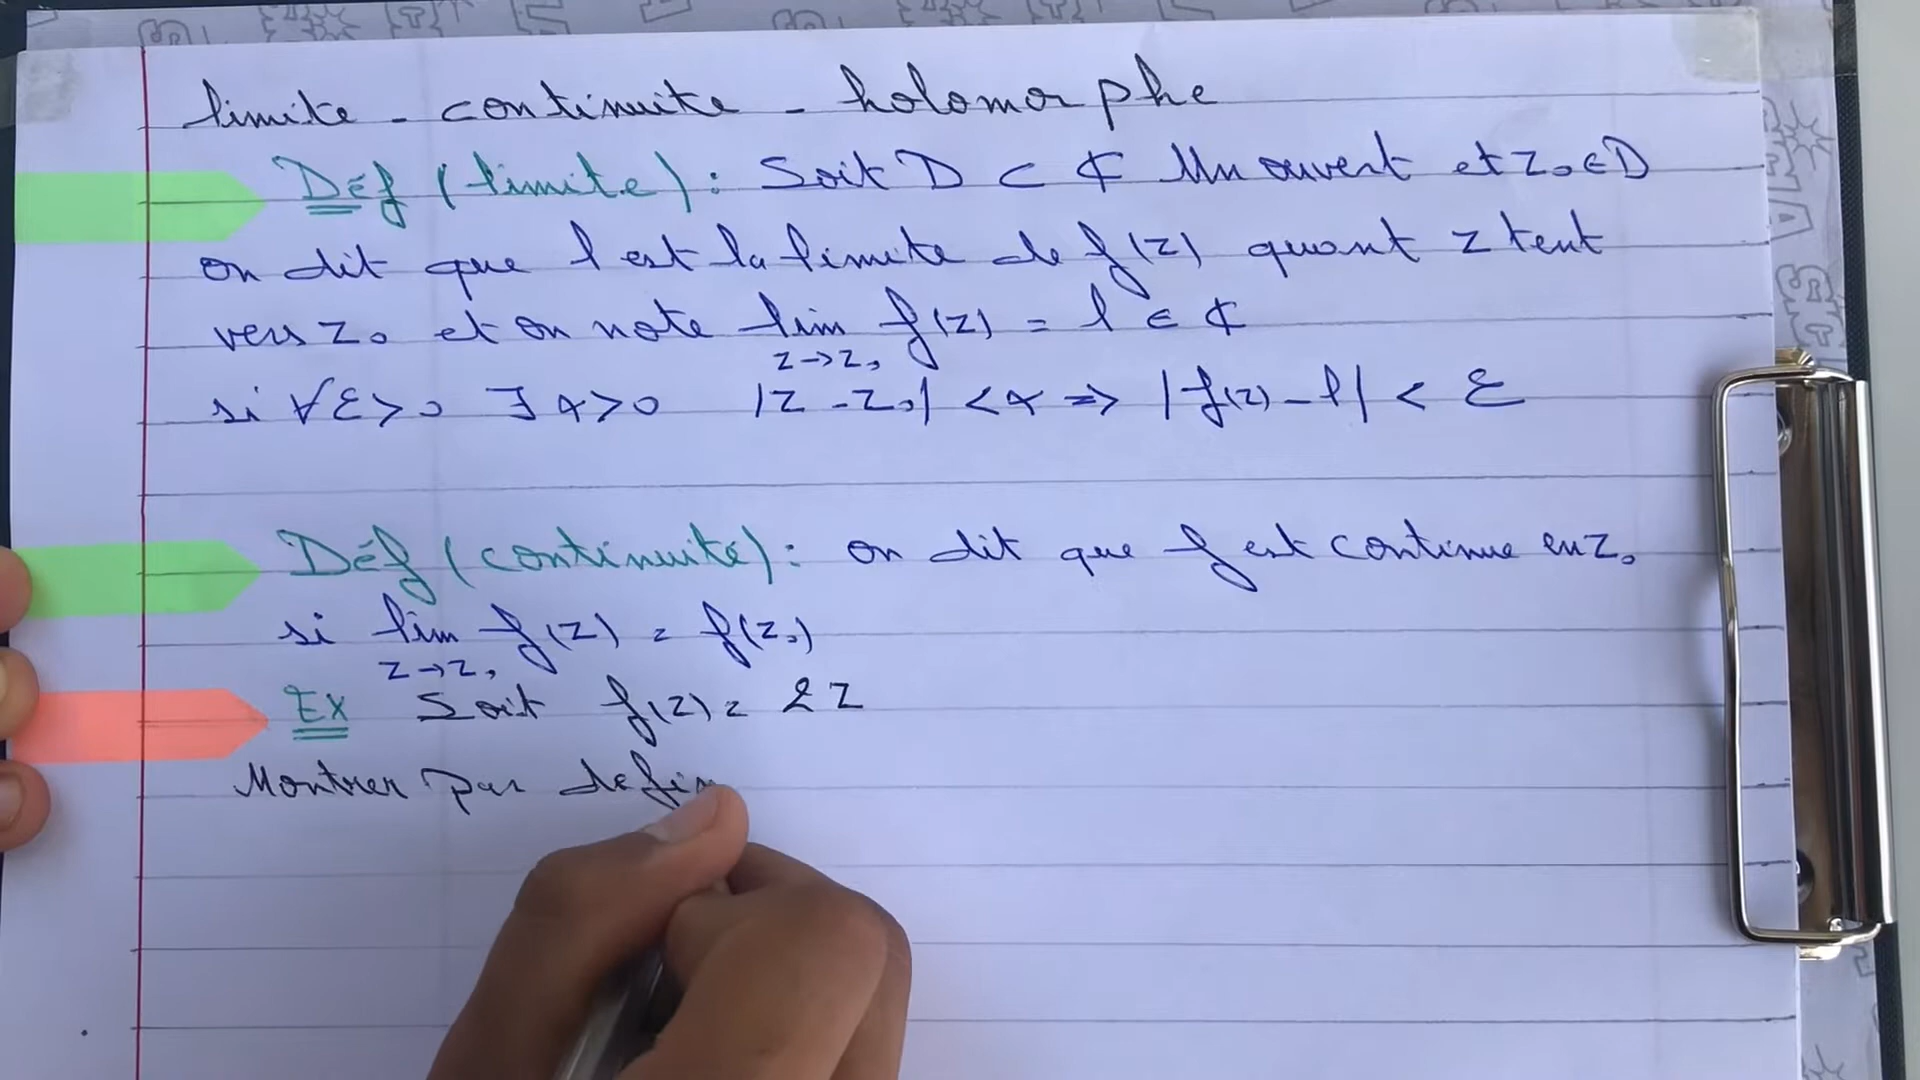 limite - continuite - holomorphe
Déf (limite) : Soit D ⊂ ₵ Un ouvert et z₀ ∈ D
on dit que l est la limite de f(z) quant z tent
vers z₀ et on note lim f(z) = l ∈ ₵
z→z₀
si ∀ε>0 ∃ α>0 |z - z₀| < α => |f(z) - l| < ε
Déf (continuité) : on dit que f est continue en z₀
si lim f(z) = f(z₀)
z→z₀
Ex Soit f(z) = 2z
Montrer par defin